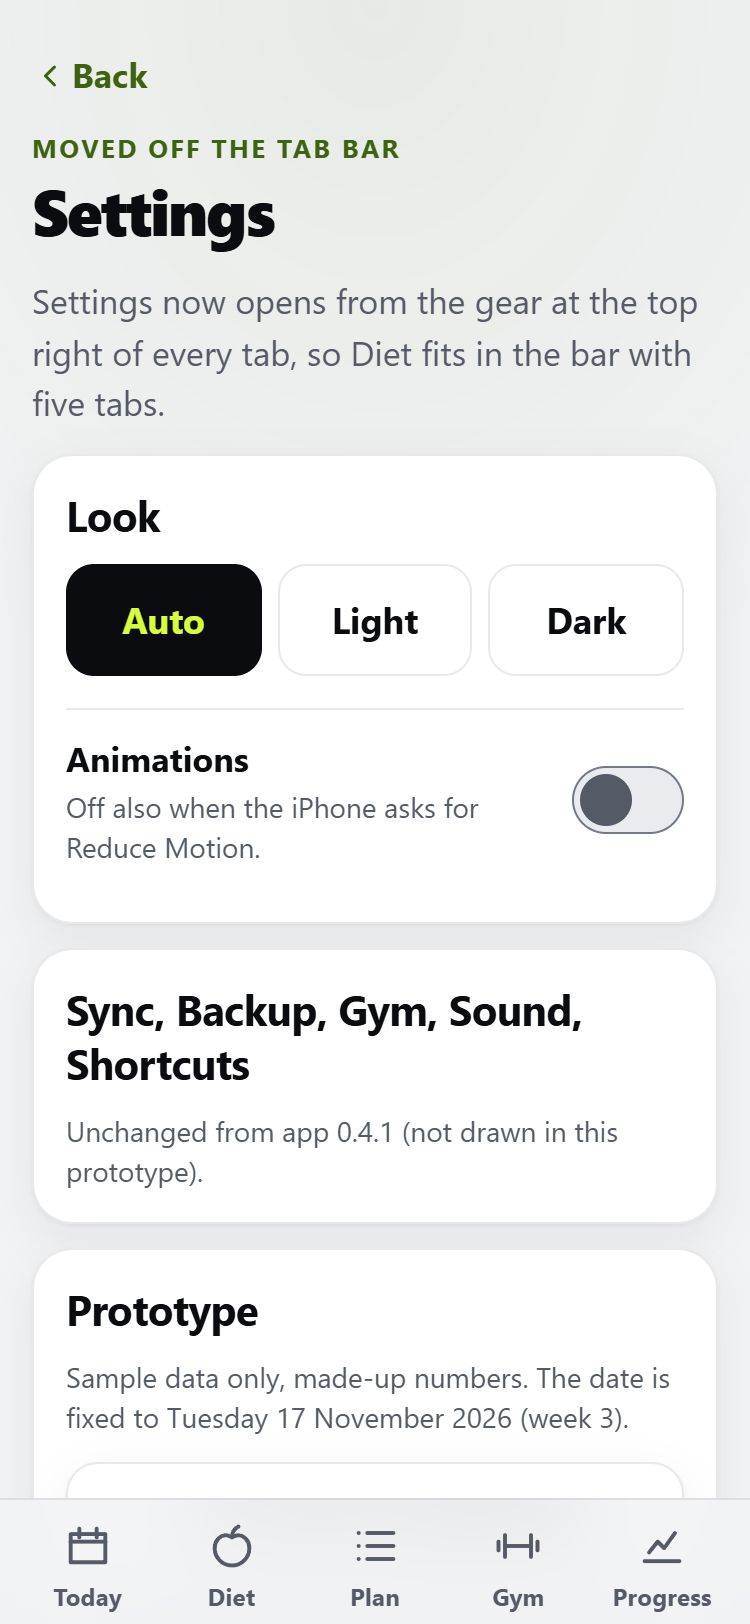 Back
MOVED OFF THE TAB BAR
Settings
Settings now opens from the gear at the top
right of every tab, so Diet fits in the bar with
five tabs.
Look
Auto
Light
Dark
Animations
Off also when the iPhone asks for
Reduce Motion.
Sync, Backup, Gym, Sound,
Shortcuts
Unchanged from app 0.4.1 (not drawn in this
prototype).
Prototype
Sample data only, made-up numbers. The date is
fixed to Tuesday 17 November 2026 (week 3).
Today
Diet
Plan
Gym
Progress